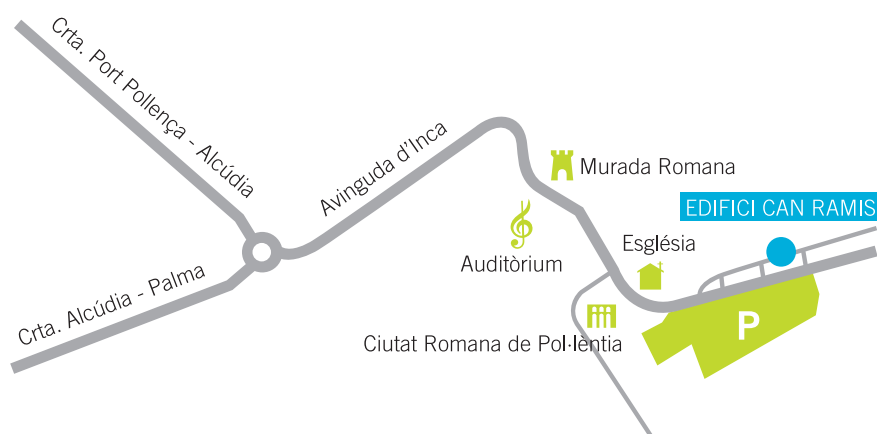 Crta. Port Pollença - Alcúdia
Avinguda d'Inca
Murada Romana
EDIFICI CAN RAMIS
Església
Auditòrium
Crta. Alcúdia - Palma
P
Ciutat Romana de Pol·lèntia